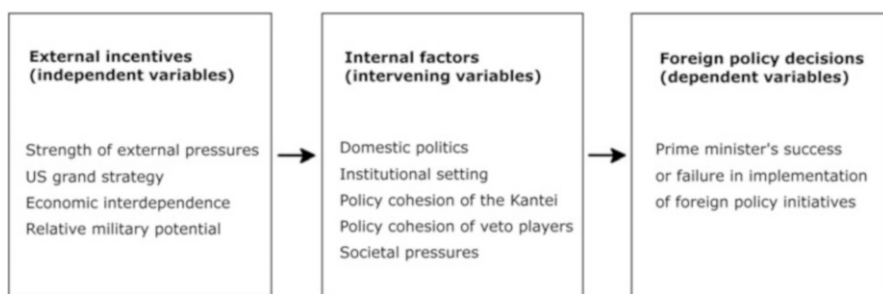 External incentives
(independent variables)
Strength of external pressures
US grand strategy
Economic interdependence
Relative military potential
Internal factors
(intervening variables)
Domestic politics
Institutional setting
Policy cohesion of the Kantei
Policy cohesion of veto players
Societal pressures
Foreign policy decisions
(dependent variables)
Prime minister's success
or failure in implementation
of foreign policy initiatives